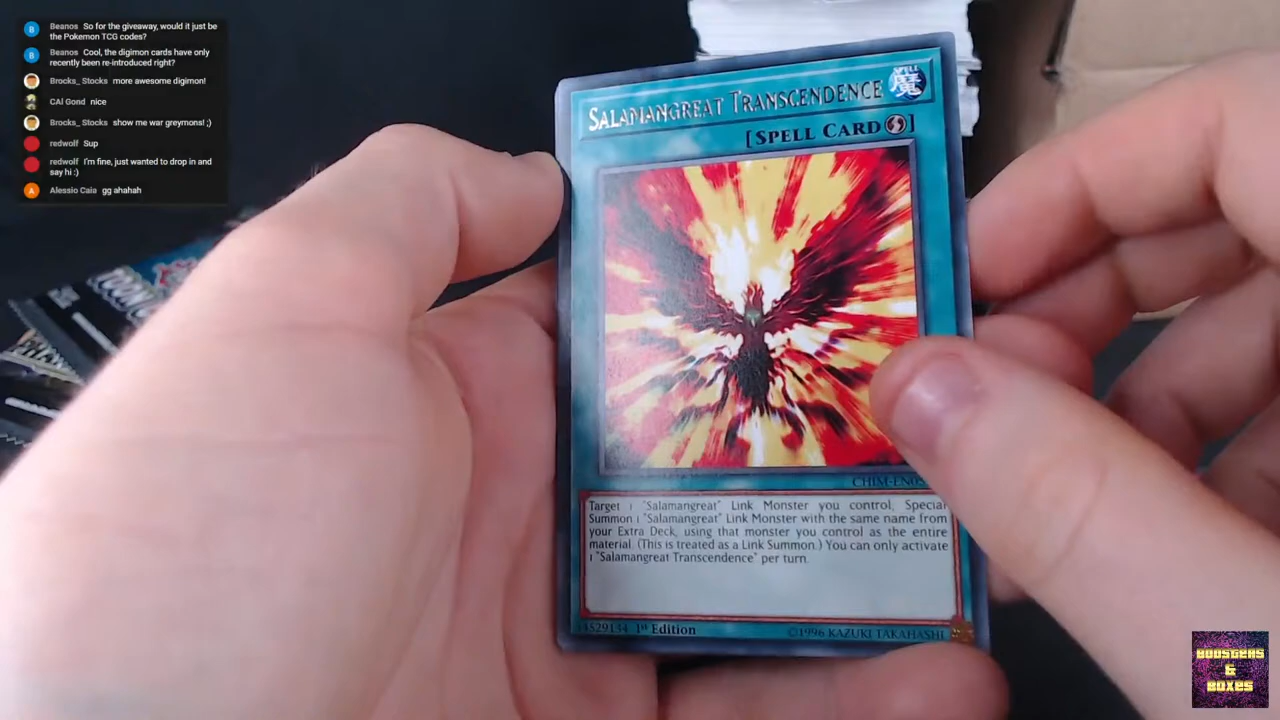 Beanos So for the giveaway, would it just be
the Pokemon TCG codes?
Beanos Cool, the digimon cards have only
recently been re-introduced right?
Brocks_Stocks more awesome digimon!
CAl Gond nice
Brocks_Stocks show me war greymons! ;)
redwolf Sup
redwolf I'm fine, just wanted to drop in and
say hi :)
A Alessio Caia gg ahahah
SALAMANGREAT TRANSCENDENCE
SPELL
魔
[SPELL CARD]
Target 1 "Salamangreat" Link Monster you control, Special
Summon 1 "Salamangreat" Link Monster with the same name from
your Extra Deck, using that monster you control as the entire
material. (This is treated as a Link Summon.) You can only activate
1 "Salamangreat Transcendence" per turn.
1st Edition
©1996 KAZUKI TAKAHASHI
TOON
BOOSTERS
&
BOXES